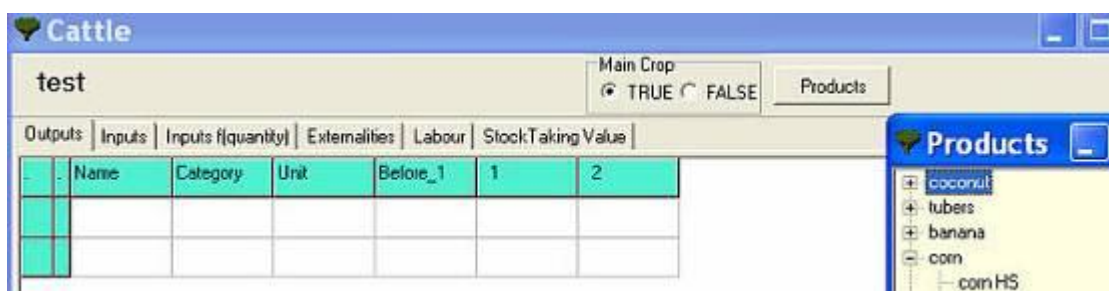 Cattle
test
Main Crop
TRUE FALSE
Products
Outputs Inputs Inputs f(quantity) Externalities Labour StockTaking Value
. . Name Category Unit Before_1 1 2
Products
coconut
tubers
banana
corn
corn HS